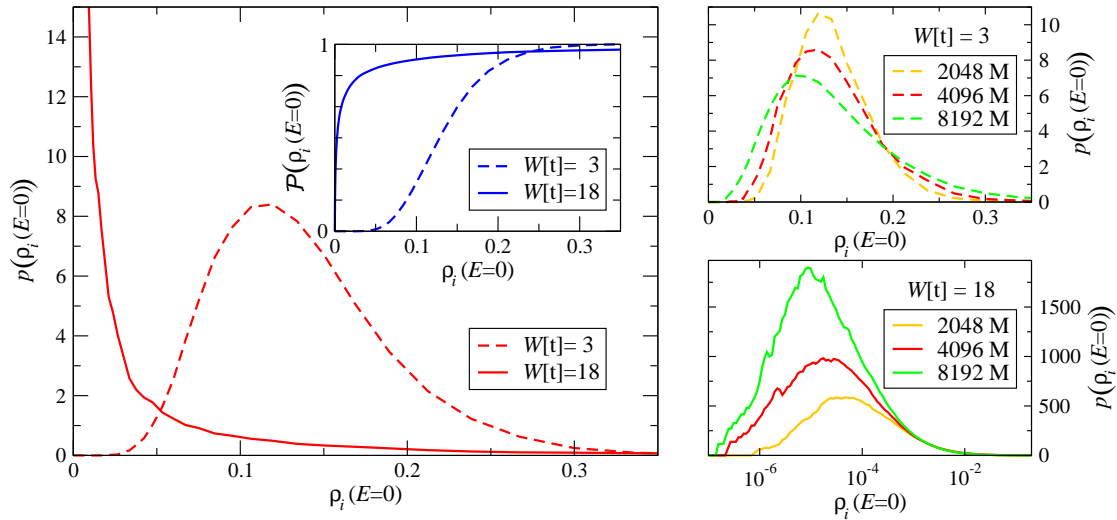 14
12
10
8
6
4
2
0
p(ρi(E=0))
0
0.1
0.2
0.3
ρi(E=0)
W[t]= 3
W[t]=18
1
0
P(ρi(E=0))
0
0.1
0.2
0.3
ρi(E=0)
W[t]= 3
W[t]=18
W[t] = 3
2048 M
4096 M
8192 M
10
8
6
4
2
0
p(ρi(E=0))
0
0.1
0.2
0.3
ρi(E=0)
W[t] = 18
2048 M
4096 M
8192 M
1500
1000
500
0
p(ρi(E=0))
10^-6
10^-4
10^-2
ρi(E=0)